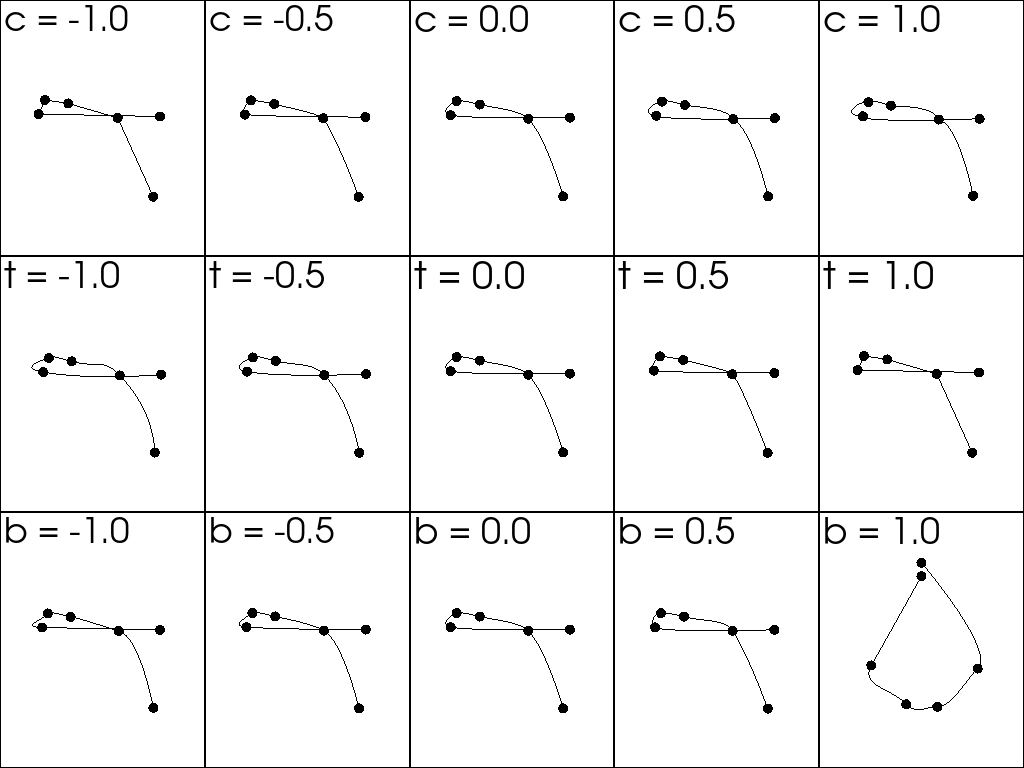 c = -1.0
c = -0.5
c = 0.0
c = 0.5
c = 1.0
t = -1.0
t = -0.5
t = 0.0
t = 0.5
t = 1.0
b = -1.0
b = -0.5
b = 0.0
b = 0.5
b = 1.0